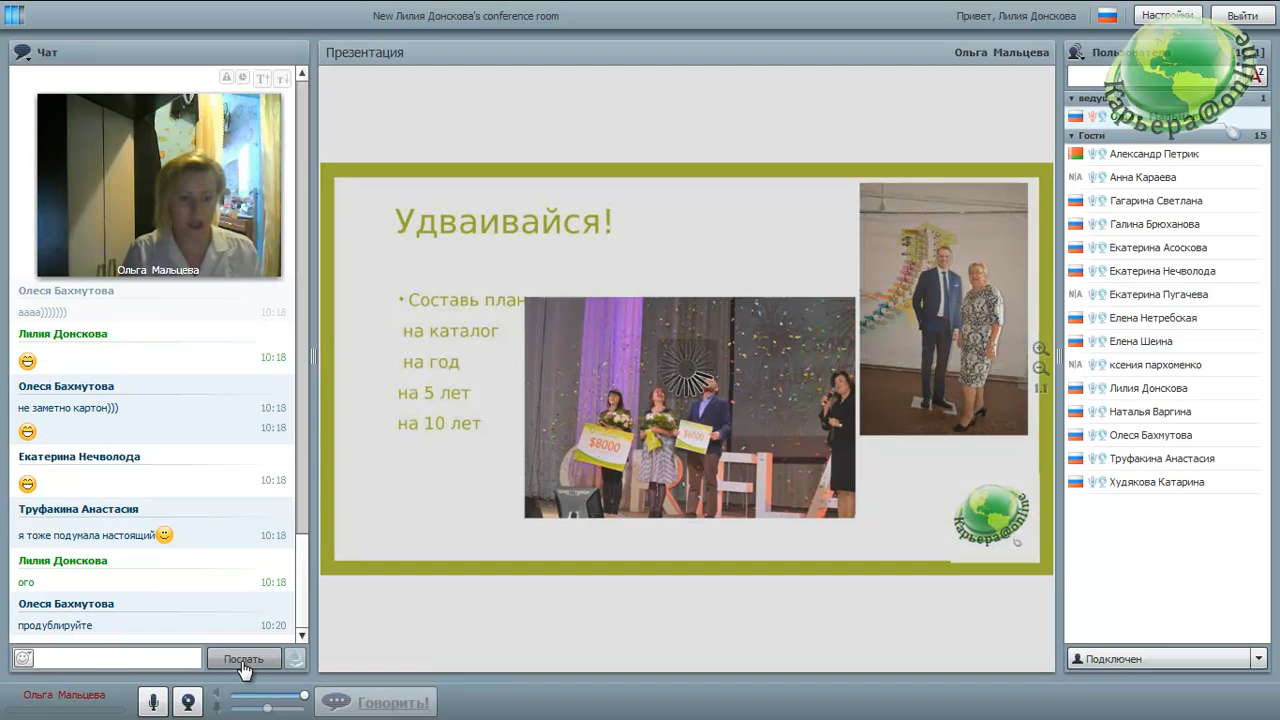 New Лилия Донскова's conference room
Привет, Лилия Донскова
Настройки
Выйти
Чат
Ольга Мальцева
Олеся Бахмутова
аааа)))))))
10:18
Лилия Донскова
10:18
Олеся Бахмутова
не заметно картон)))
10:18
10:18
Екатерина Нечволода
10:18
Труфакина Анастасия
я тоже подумала настоящий
10:18
Лилия Донскова
ого
10:18
Олеся Бахмутова
продублируйте
10:20
Послать
Ольга Мальцева
Говорить!
Презентация
Ольга Мальцева
Удваивайся!
• Составь план
на каталог
на год
на 5 лет
на 10 лет
$8000
Карьера@online
1:1
Карьера@online
1
Гости
15
Александр Петрик
N/A
Анна Караева
Гагарина Светлана
Галина Брюханова
Екатерина Асоскова
Екатерина Нечволода
N/A
Екатерина Пугачева
Елена Нетребская
Елена Шеина
N/A
ксения пархоменко
Лилия Донскова
Наталья Варгина
Олеся Бахмутова
Труфакина Анастасия
Худякова Катарина
Подключен